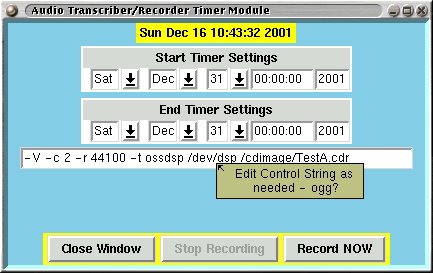 Audio Transcriber/Recorder Timer Module
Sun Dec 16 10:43:32 2001
Start Timer Settings
Sat Dec 31 00:00:00 2001
End Timer Settings
Sat Dec 31 00:00:00 2001
-V -c 2 -r 44100 -t ossdsp /dev/dsp /cdimage/TestA.cdr
Edit Control String as
needed - ogg?
Close Window Stop Recording Record NOW